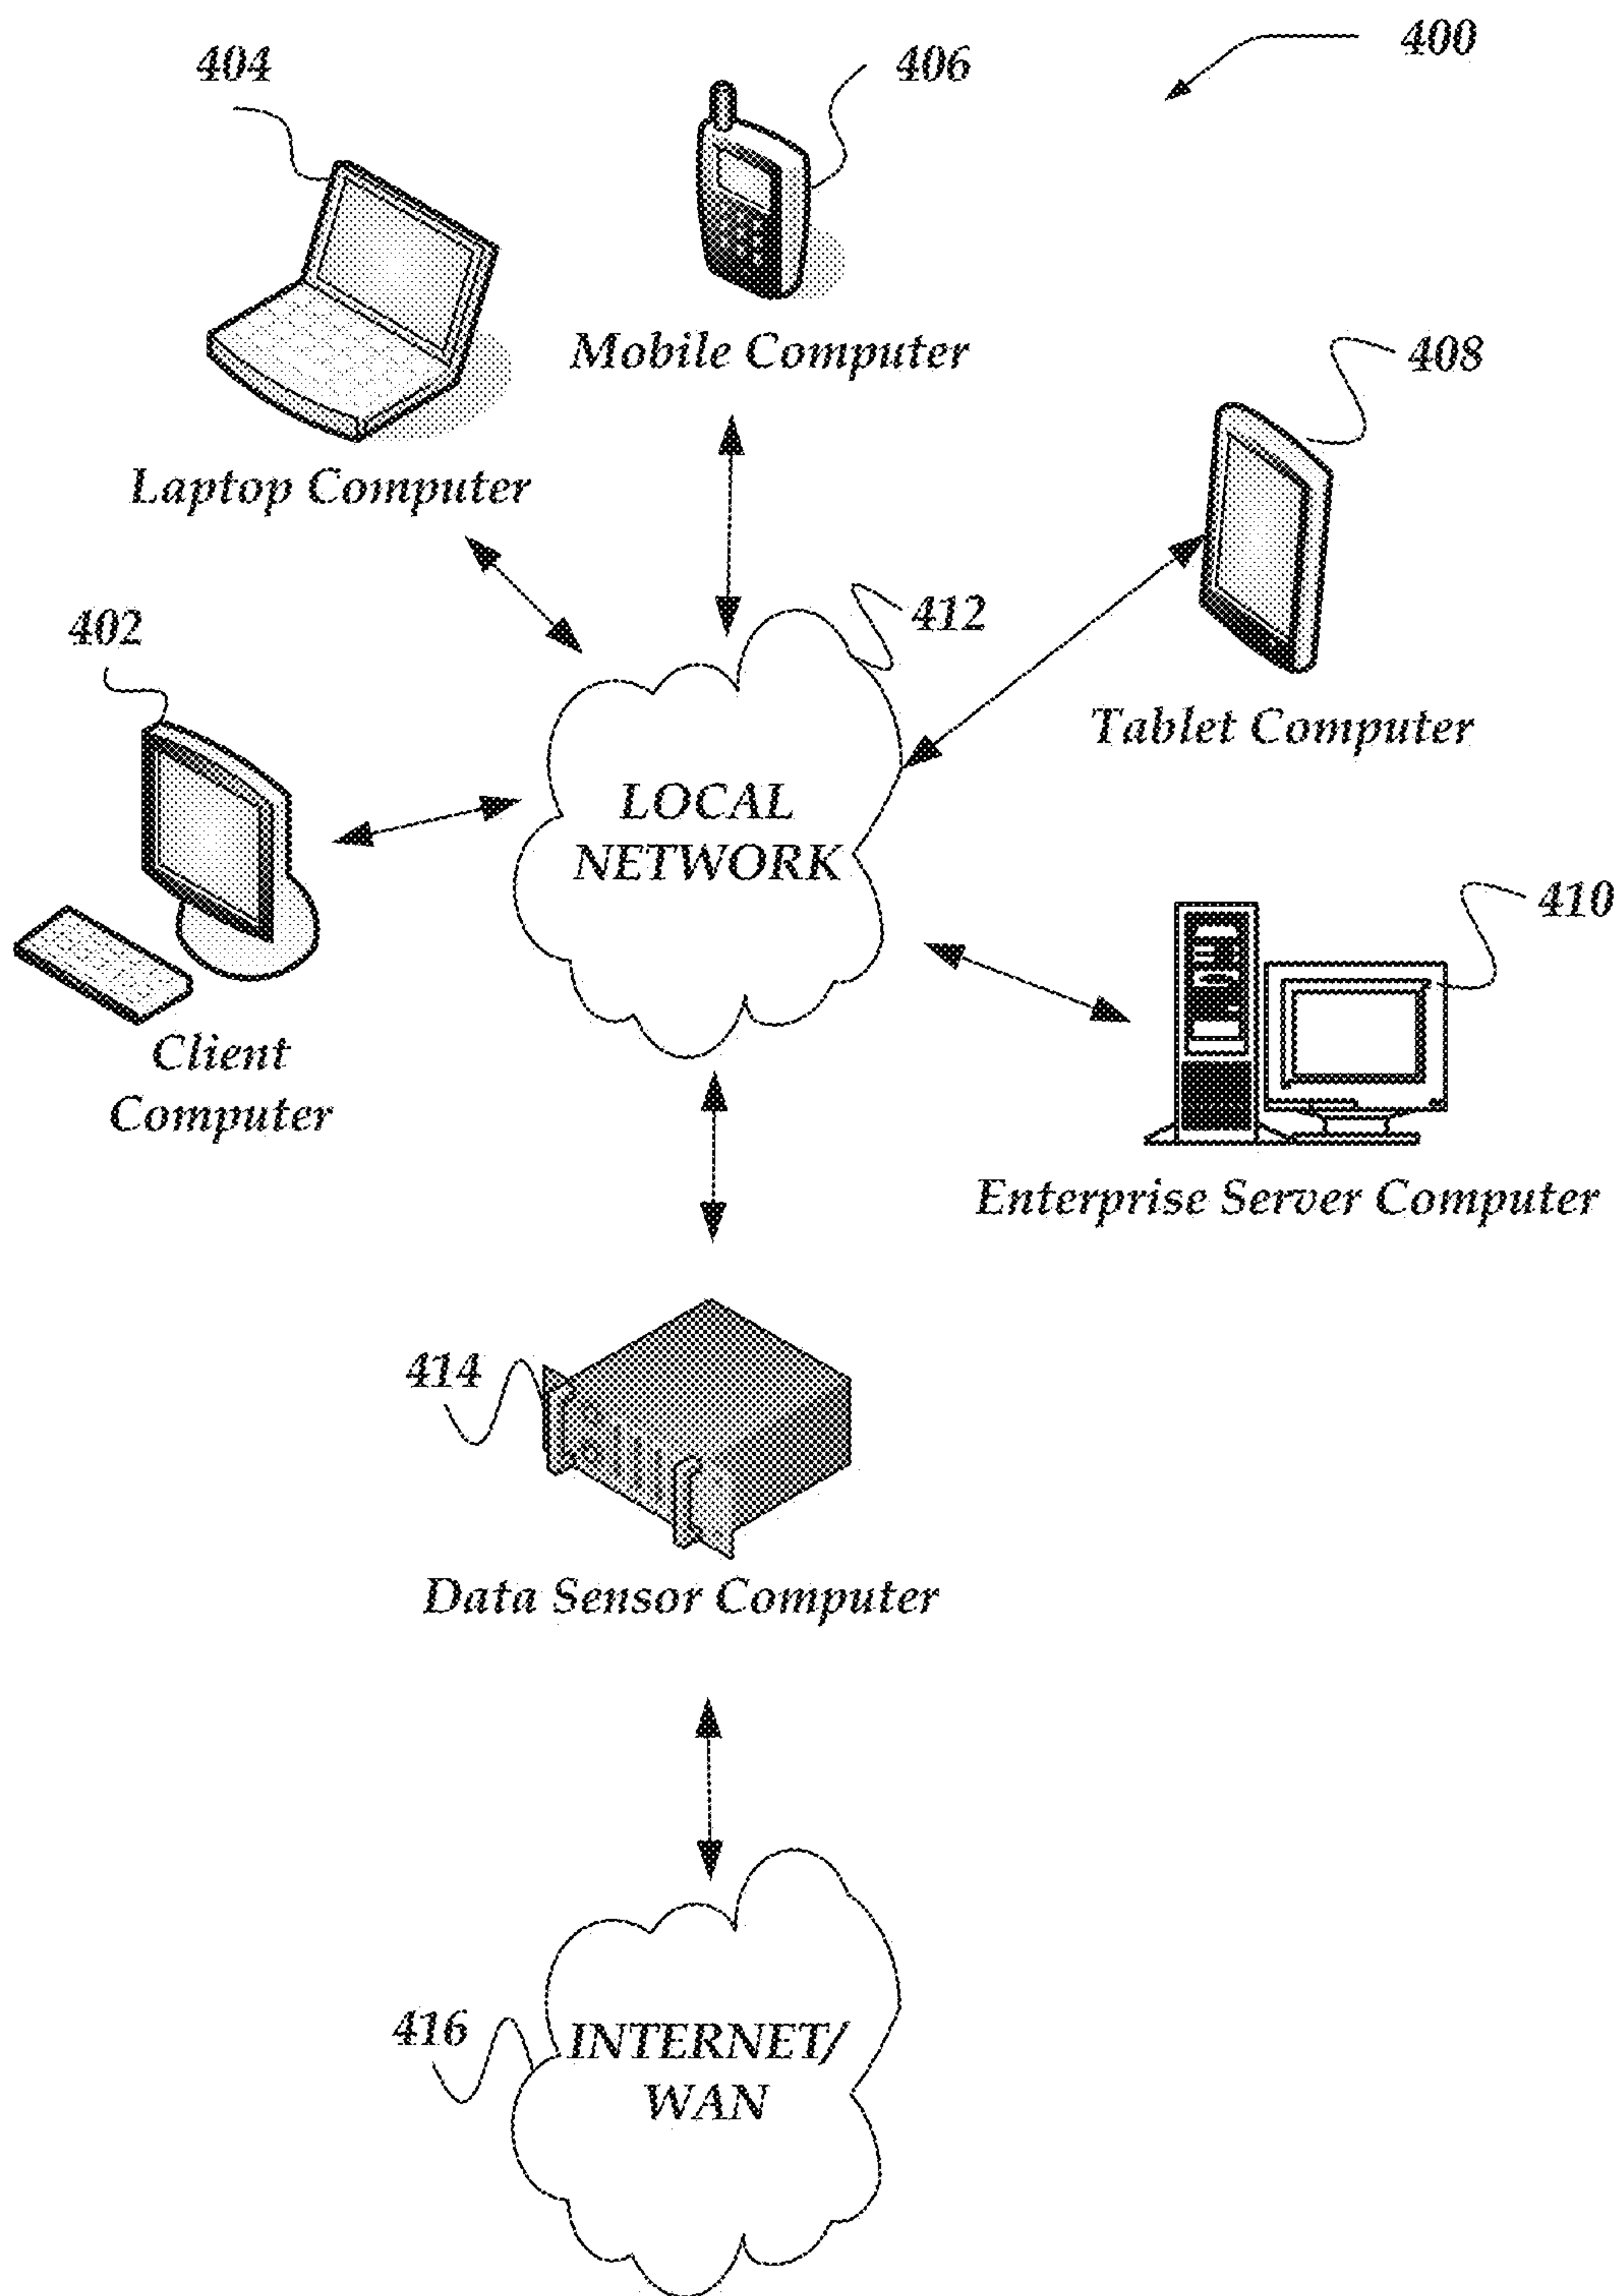 400
404
406
Mobile Computer
408
Laptop Computer
412
402
Tablet Computer
LOCAL
NETWORK
410
Client
Computer
Enterprise Server Computer
414
Data Sensor Computer
416
INTERNET/
WAN